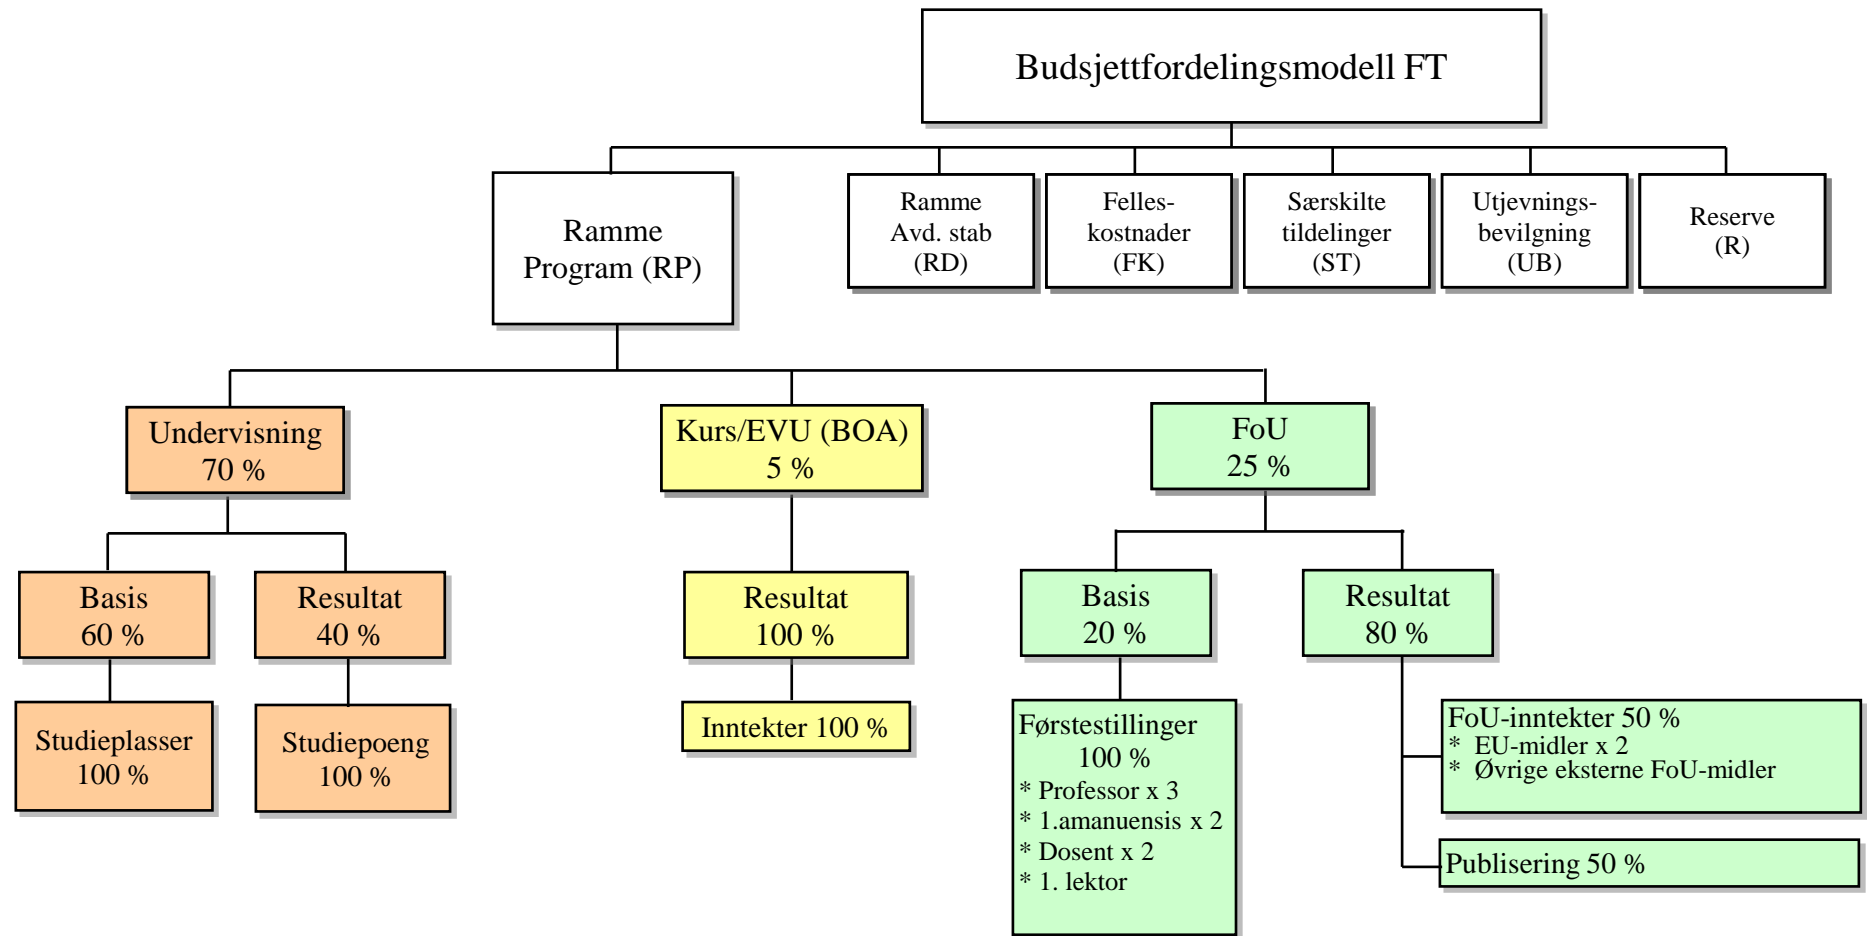 Budsjettfordelingsmodell FT
Ramme
Program (RP)
Ramme
Avd. stab
(RD)
Felles-
kostnader
(FK)
Særskilte
tildelinger
(ST)
Utjevnings-
bevilgning
(UB)
Reserve
(R)
Undervisning
70 %
Kurs/EVU (BOA)
5 %
FoU
25 %
Basis
60 %
Resultat
40 %
Resultat
100 %
Basis
20 %
Resultat
80 %
Studieplasser
100 %
Studiepoeng
100 %
Inntekter 100 %
Førstestillinger
100 %
* Professor x 3
* 1.amanuensis x 2
* Dosent x 2
* 1. lektor
FoU-inntekter 50 %
* EU-midler x 2
* Øvrige eksterne FoU-midler
Publisering 50 %